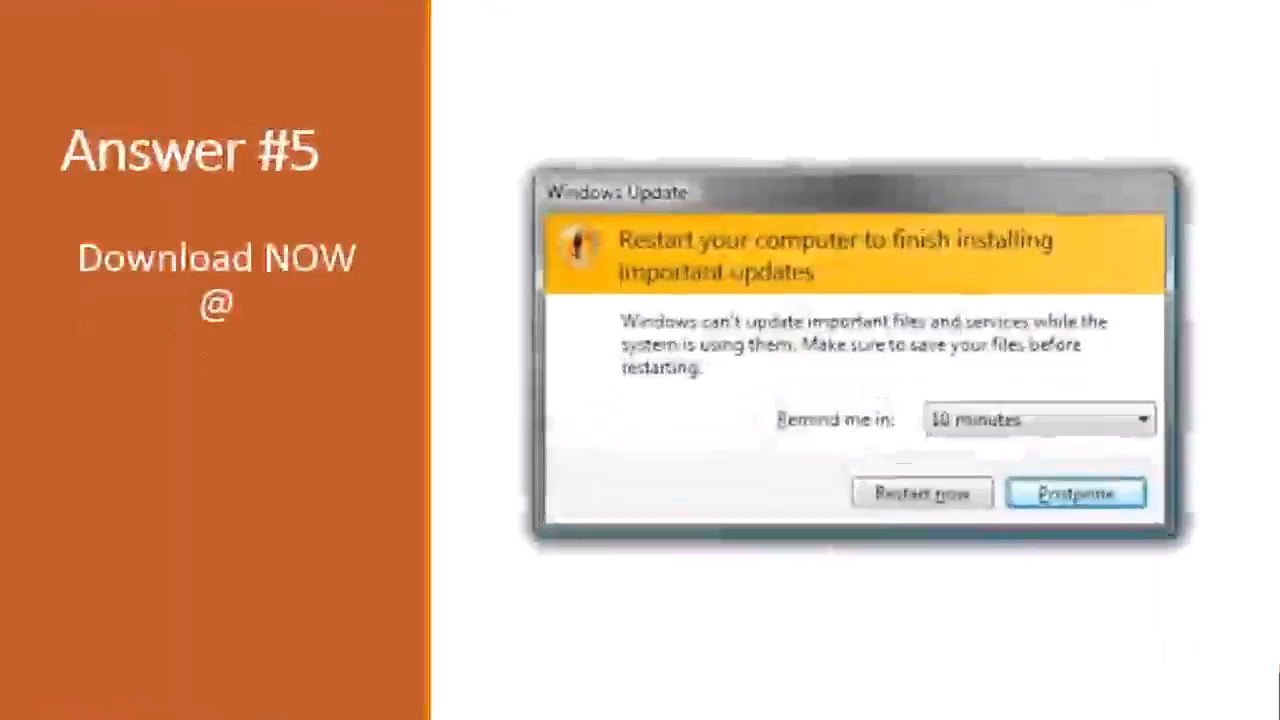 Answer #5
Download NOW
@
Windows Update
Restart your computer to finish installing
important updates
Windows can't update important files and services while the
system is using them. Make sure to save your files before
restarting.
Remind me in: 10 minutes
Restart now Postpone